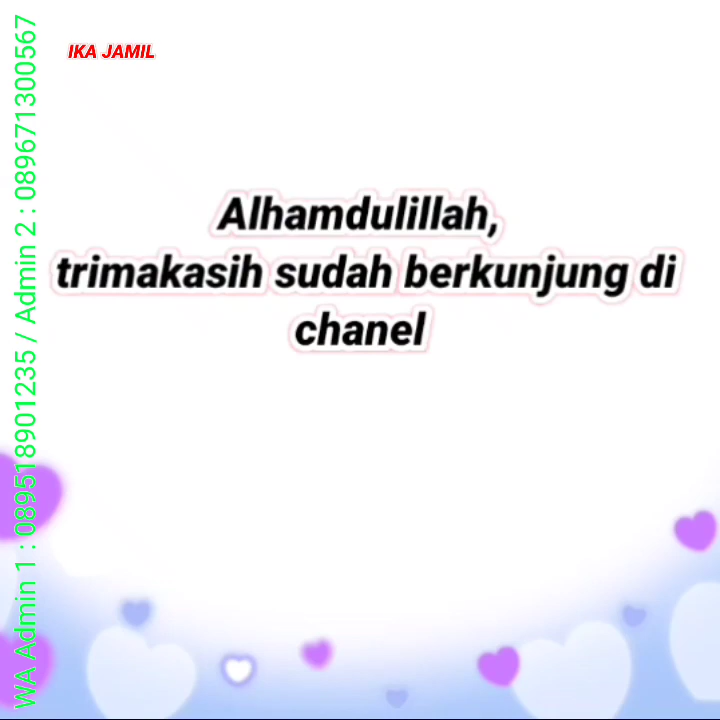 IKA JAMIL
Alhamdulillah,
trimakasih sudah berkunjung di
chanel
WA Admin 1 : 089518901235 / Admin 2 : 089671300567